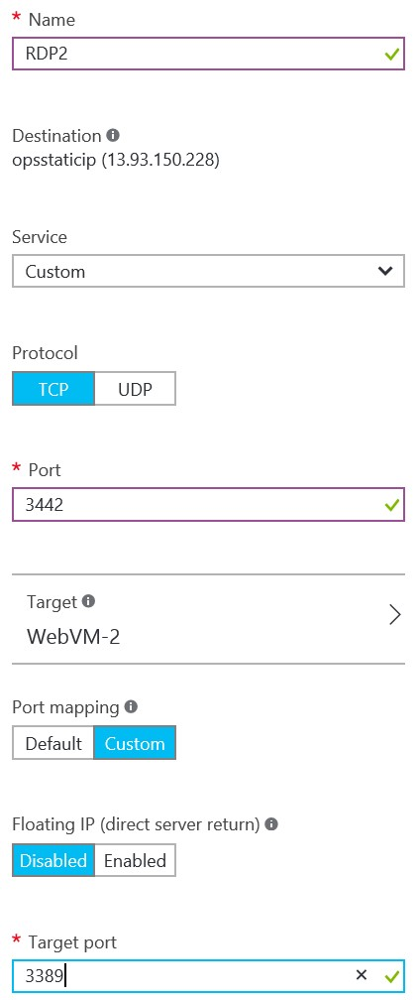 * Name
RDP2
Destination
opsstaticip (13.93.150.228)
Service
Custom
Protocol
TCP UDP
* Port
3442
Target
WebVM-2
Port mapping
Default Custom
Floating IP (direct server return)
Disabled Enabled
* Target port
3389